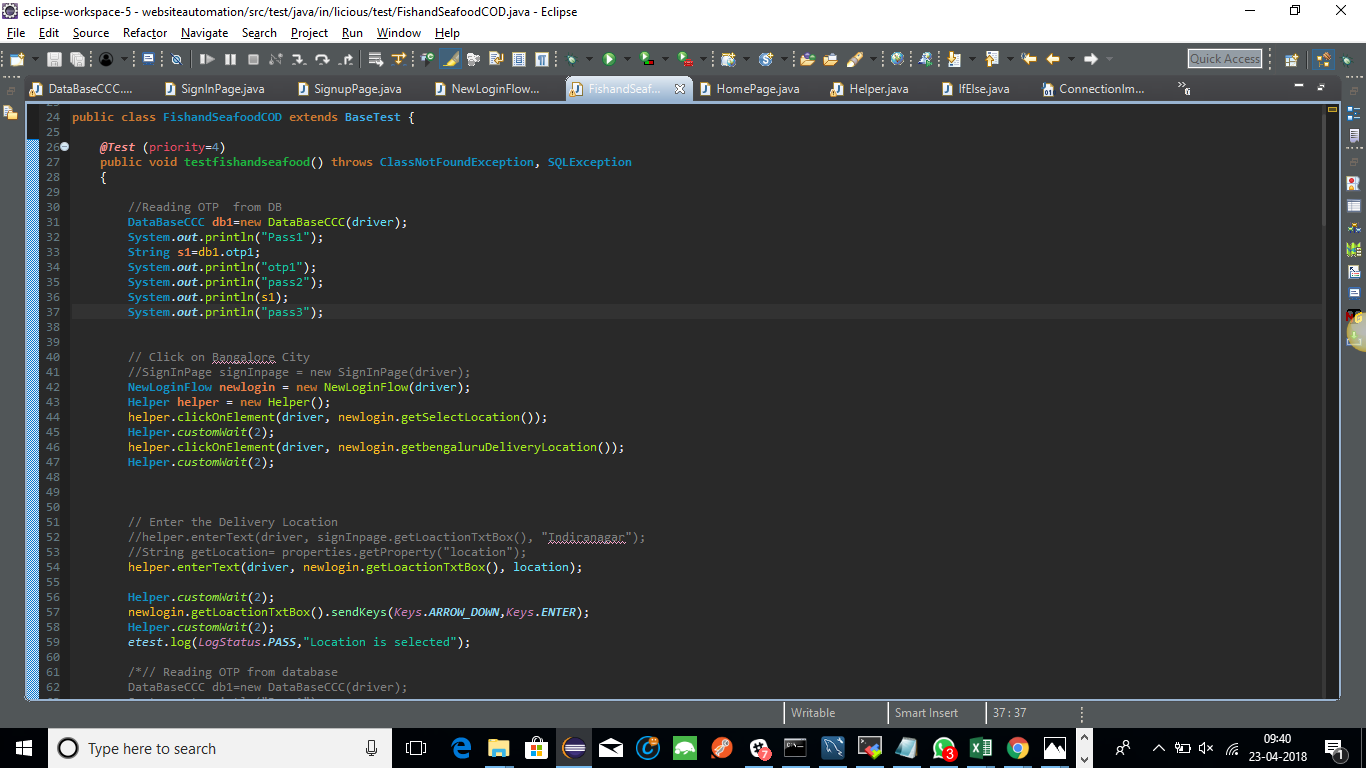 eclipse-workspace-5 - websiteautomation/src/test/java/in/licious/test/FishandSeafoodCOD.java - Eclipse
File Edit Source Refactor Navigate Search Project Run Window Help
Quick Access
DataBaseCCC.... SignInPage.java SignupPage.java NewLoginFlow... FishandSeaf... HomePage.java Helper.java IfElse.java ConnectionIm... »6
24 public class FishandSeafoodCOD extends BaseTest {
25
26 @Test (priority=4)
27 public void testfishandseafood() throws ClassNotFoundException, SQLException
28 {
29
30 //Reading OTP  from DB
31 DataBaseCCC db1=new DataBaseCCC(driver);
32 System.out.println("Pass1");
33 String s1=db1.otp1;
34 System.out.println("otp1");
35 System.out.println("pass2");
36 System.out.println(s1);
37 System.out.println("pass3");
38
39
40 // Click on Bangalore City
41 //SignInPage signInpage = new SignInPage(driver);
42 NewLoginFlow newlogin = new NewLoginFlow(driver);
43 Helper helper = new Helper();
44 helper.clickOnElement(driver, newlogin.getSelectLocation());
45 Helper.customWait(2);
46 helper.clickOnElement(driver, newlogin.getbengaluruDeliveryLocation());
47 Helper.customWait(2);
48
49
50
51 // Enter the Delivery Location
52 //helper.enterText(driver, signInpage.getLoactionTxtBox(), "Indiranagar");
53 //String getLocation= properties.getProperty("location");
54 helper.enterText(driver, newlogin.getLoactionTxtBox(), location);
55
56 Helper.customWait(2);
57 newlogin.getLoactionTxtBox().sendKeys(Keys.ARROW_DOWN,Keys.ENTER);
58 Helper.customWait(2);
59 etest.log(LogStatus.PASS,"Location is selected");
60
61 /*// Reading OTP from database
62 DataBaseCCC db1=new DataBaseCCC(driver);
Writable Smart Insert 37 : 37
Type here to search
7
3
09:40
23-04-2018
1